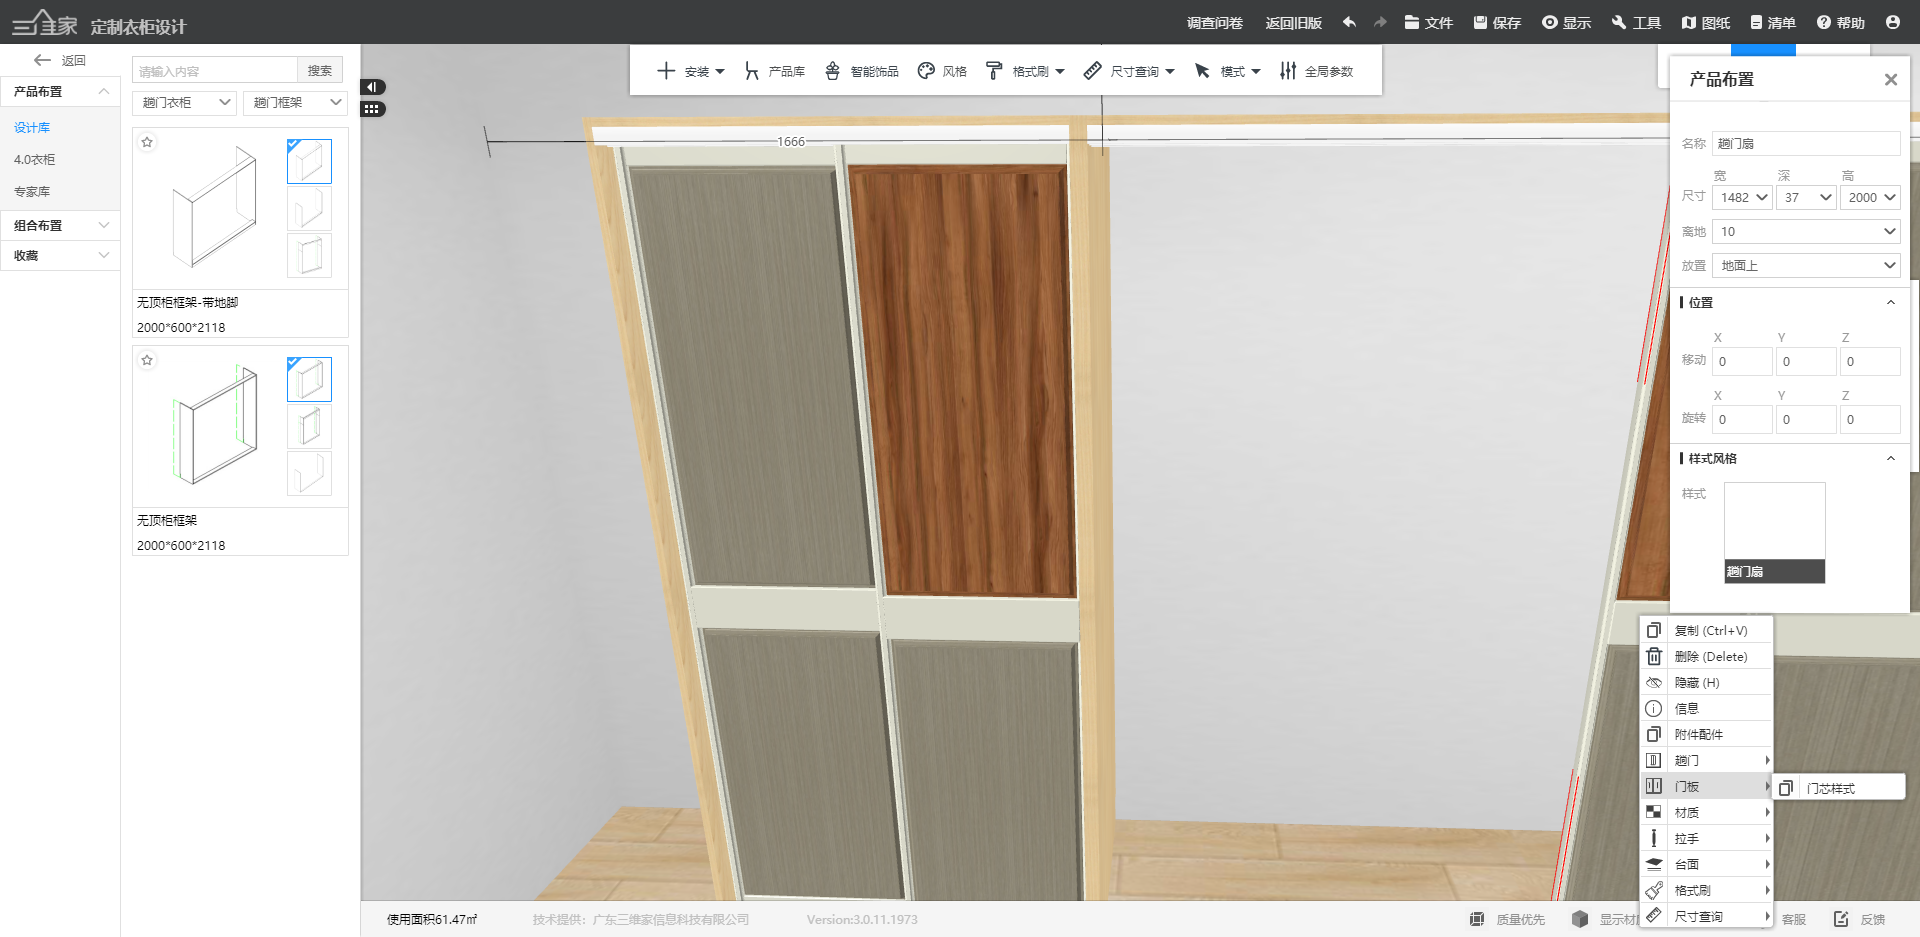 三维家 定制衣柜设计
调查问卷 返回旧版 文件 保存 显示 工具 图纸 清单 帮助
返回
产品布置
设计库
4.0衣柜
专家库
组合布置
收藏
请输入内容 搜索
趟门衣柜 趟门框架
无顶柜框架-带地脚
2000*600*2118
无顶柜框架
2000*600*2118
安装 产品库 智能饰品 风格 格式刷 尺寸查询 模式 全局参数
1666
产品布置
名称 趟门扇
宽 深 高
尺寸 1482 37 2000
离地 10
放置 地面上
位置
X Y Z
移动 0 0 0
X Y Z
旋转 0 0 0
样式风格
样式
趟门扇
复制 (Ctrl+V)
删除 (Delete)
隐藏 (H)
信息
附件配件
趟门
门板
门芯样式
材质
拉手
台面
格式刷
尺寸查询
使用面积61.47㎡ 技术提供：广东三维家信息科技有限公司 Version:3.0.11.1973 质量优先 显示材 客服 反馈